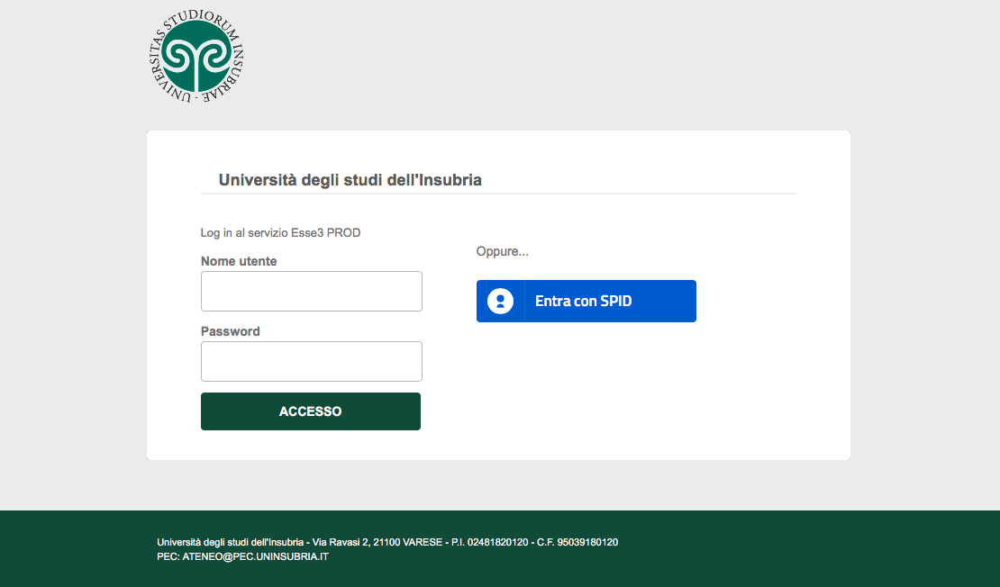 UNIVERSITAS STUDIORUM INSUBRIAE -
Università degli studi dell'Insubria
Log in al servizio Esse3 PROD
Nome utente
Password
ACCESSO
Oppure...
Entra con SPID
Università degli studi dell'Insubria - Via Ravasi 2, 21100 VARESE - P.I. 02481820120 - C.F. 95039180120
PEC: ATENEO@PEC.UNINSUBRIA.IT